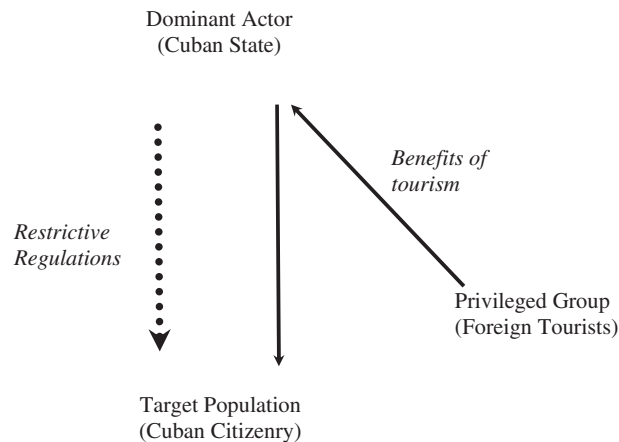 Dominant Actor
(Cuban State)
Benefits of
tourism
Restrictive
Regulations
Privileged Group
(Foreign Tourists)
Target Population
(Cuban Citizenry)